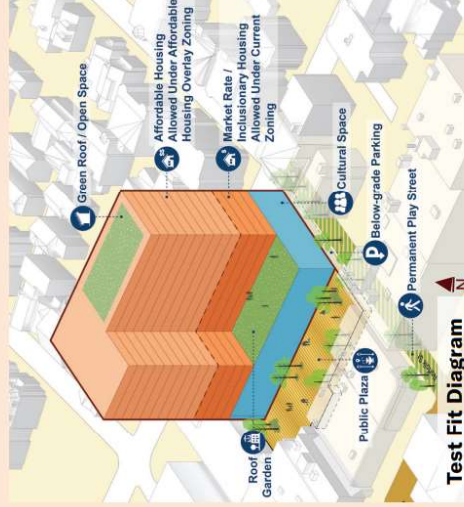 Green Roof / Open Space
Affordable Housing
Allowed Under Affordable
Housing Overlay Zoning
Market Rate /
Inclusionary Housing
Allowed Under Current
Zoning
Cultural Space
Below-grade Parking
P
Permanent Play Street
Roof
Garden
Public Plaza
N
Test Fit Diagram